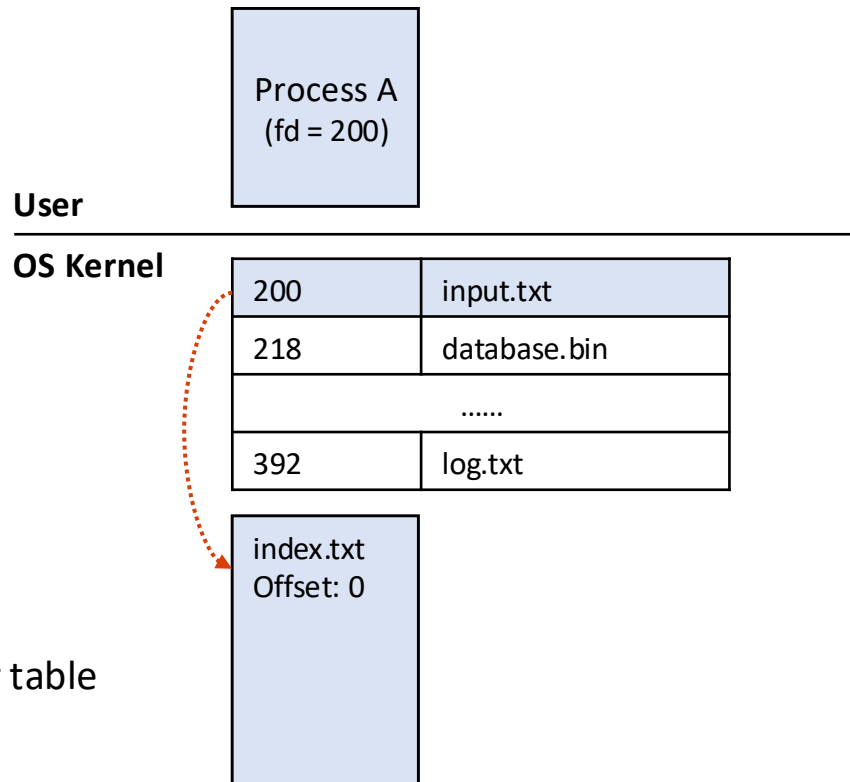 Process A
(fd = 200)
User
OS Kernel
200 input.txt
218 database.bin
......
392 log.txt
index.txt
Offset: 0
table